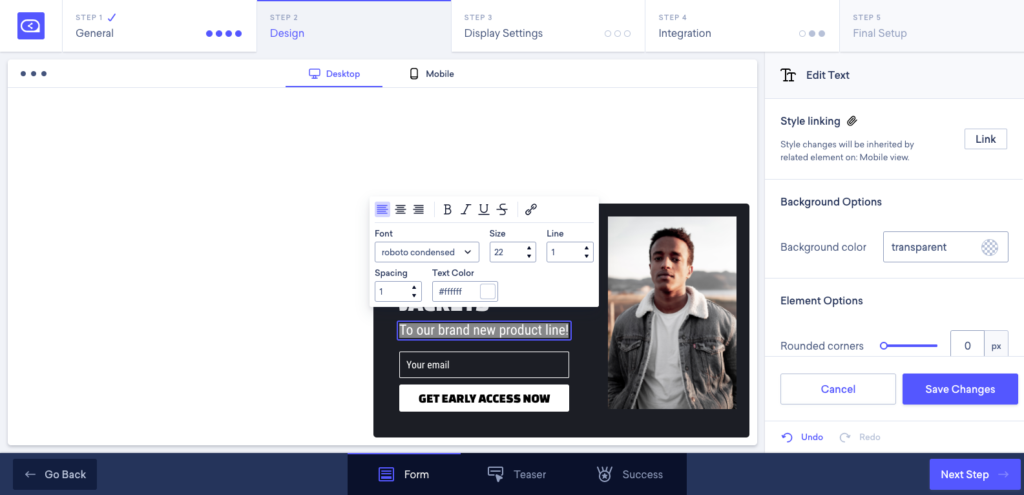 STEP 1
General
STEP 2
Design
STEP 3
Display Settings
STEP 4
Integration
STEP 5
Final Setup
Desktop
Mobile
Font
Size
Line
roboto condensed
22
1
Spacing
Text Color
1
#ffffff
JACKETS
To our brand new product line!
Your email
GET EARLY ACCESS NOW
Edit Text
Style linking
Style changes will be inherited by
related element on: Mobile view.
Link
Background Options
Background color
transparent
Element Options
Rounded corners
0
px
Cancel
Save Changes
Undo
Redo
Go Back
Form
Teaser
Success
Next Step